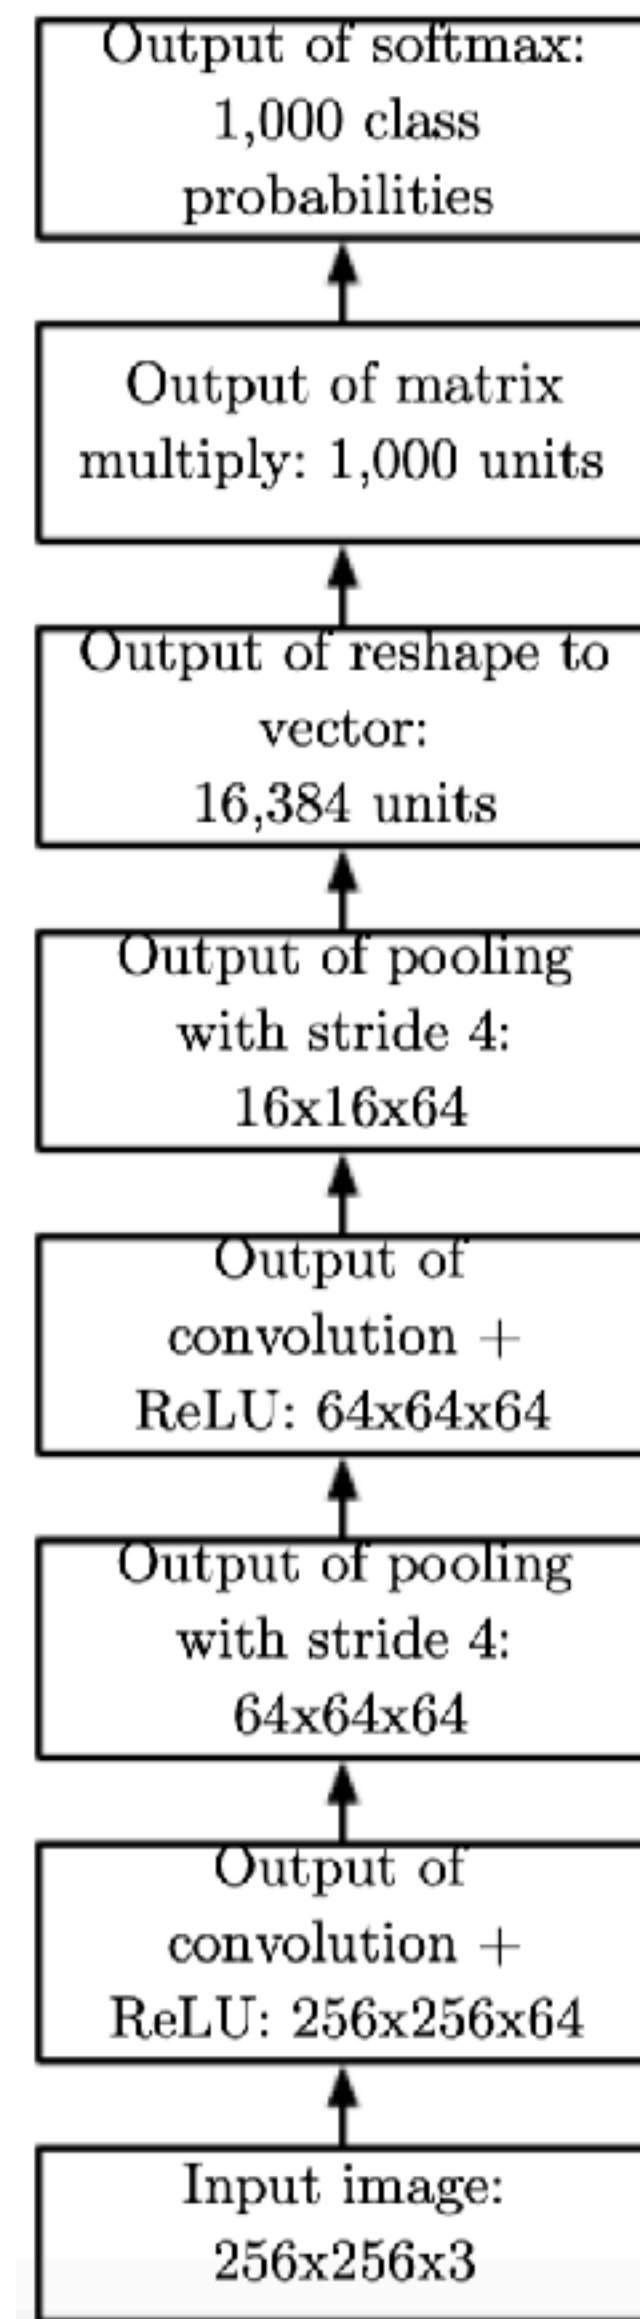 Output of softmax:
1,000 class
probabilities
Output of matrix
multiply: 1,000 units
Output of reshape to
vector:
16,384 units
Output of pooling
with stride 4:
16x16x64
Output of
convolution +
ReLU: 64x64x64
Output of pooling
with stride 4:
64x64x64
Output of
convolution +
ReLU: 256x256x64
Input image:
256x256x3